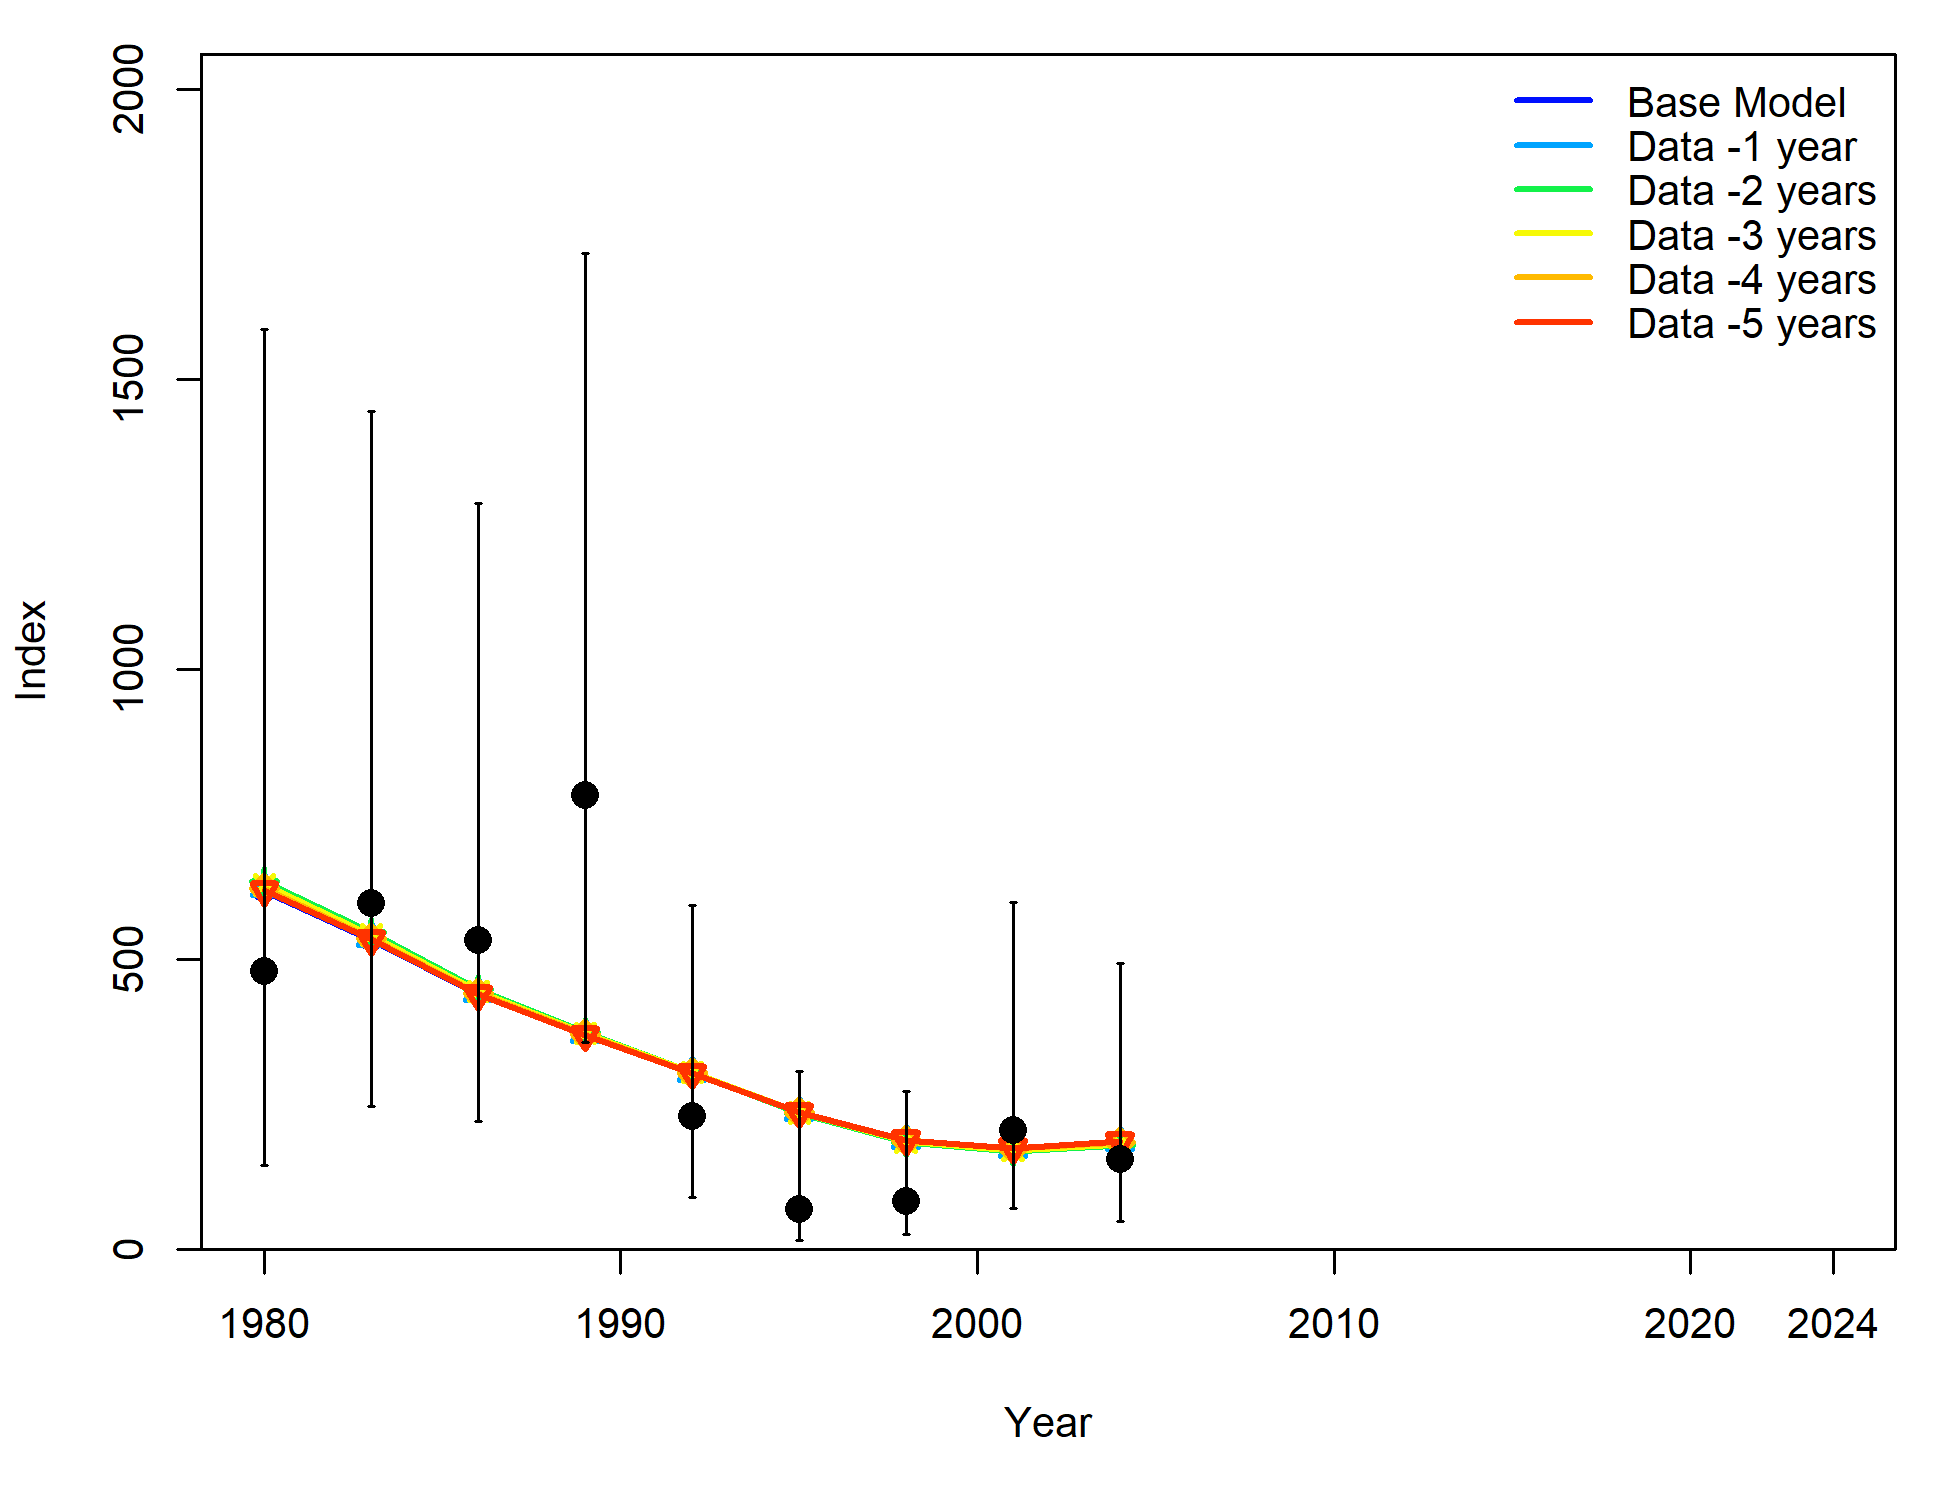 2000
1500
1000
500
0
Index
Base Model
Data -1 year
Data -2 years
Data -3 years
Data -4 years
Data -5 years
1980 1990 2000 2010 2020 2024
Year